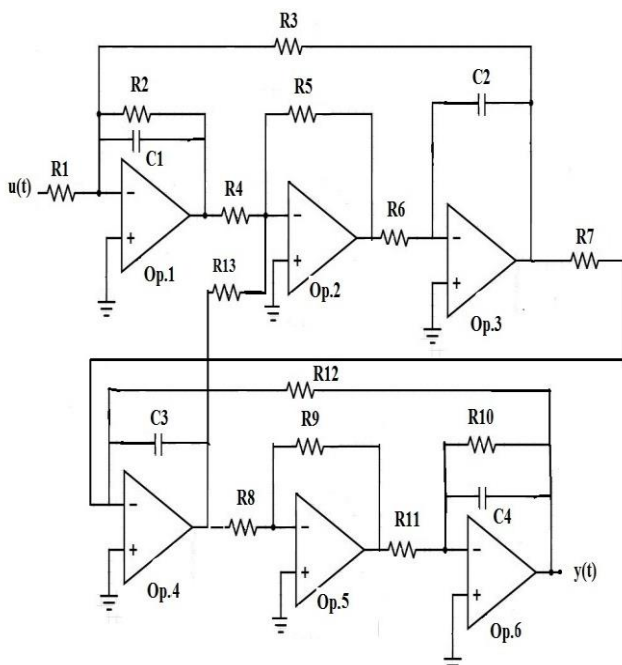 R3
R2
R5
C2
C1
R1
u(t)
R4
R6
R7
R13
Op.1
Op.2
Op.3
R12
C3
R9
R10
R8
R11
C4
Op.4
Op.5
Op.6
y(t)